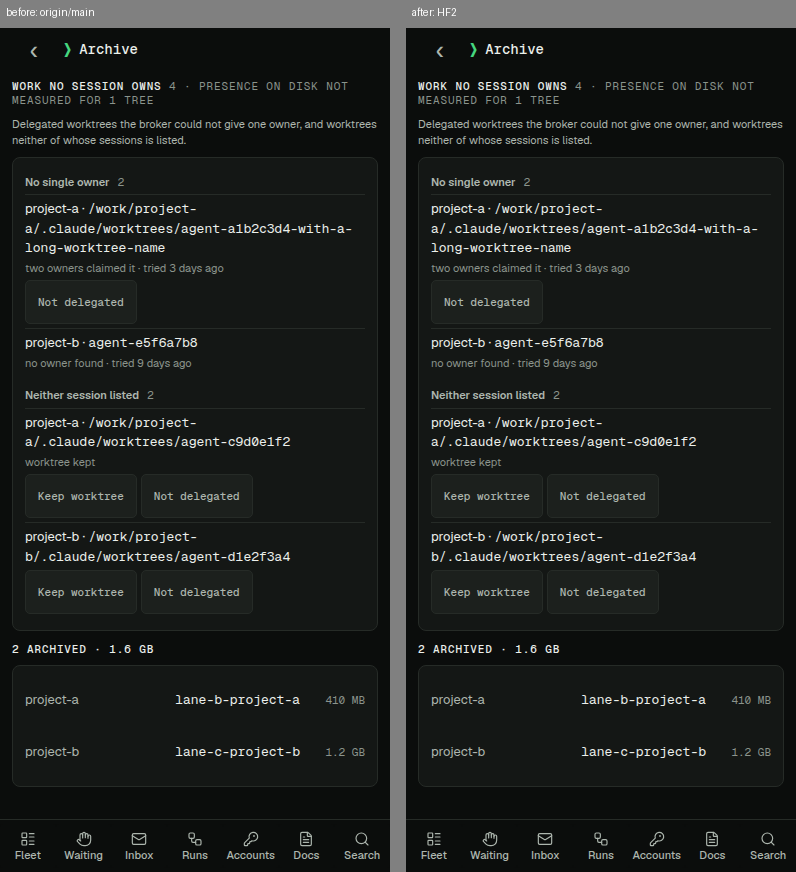 before: origin/main
Archive
WORK NO SESSION OWNS 4 · PRESENCE ON DISK NOT
MEASURED FOR 1 TREE
Delegated worktrees the broker could not give one owner, and worktrees
neither of whose sessions is listed.
No single owner 2
project-a · /work/project-
a/.claude/worktrees/agent-a1b2c3d4-with-a-
long-worktree-name
two owners claimed it · tried 3 days ago
Not delegated
project-b · agent-e5f6a7b8
no owner found · tried 9 days ago
Neither session listed 2
project-a · /work/project-
a/.claude/worktrees/agent-c9d0e1f2
worktree kept
Keep worktree Not delegated
project-b · /work/project-
b/.claude/worktrees/agent-d1e2f3a4
Keep worktree Not delegated
2 ARCHIVED · 1.6 GB
project-a lane-b-project-a 410 MB
project-b lane-c-project-b 1.2 GB
Fleet Waiting Inbox Runs Accounts Docs Search
after: HF2
Archive
WORK NO SESSION OWNS 4 · PRESENCE ON DISK NOT
MEASURED FOR 1 TREE
Delegated worktrees the broker could not give one owner, and worktrees
neither of whose sessions is listed.
No single owner 2
project-a · /work/project-
a/.claude/worktrees/agent-a1b2c3d4-with-a-
long-worktree-name
two owners claimed it · tried 3 days ago
Not delegated
project-b · agent-e5f6a7b8
no owner found · tried 9 days ago
Neither session listed 2
project-a · /work/project-
a/.claude/worktrees/agent-c9d0e1f2
worktree kept
Keep worktree Not delegated
project-b · /work/project-
b/.claude/worktrees/agent-d1e2f3a4
Keep worktree Not delegated
2 ARCHIVED · 1.6 GB
project-a lane-b-project-a 410 MB
project-b lane-c-project-b 1.2 GB
Fleet Waiting Inbox Runs Accounts Docs Search